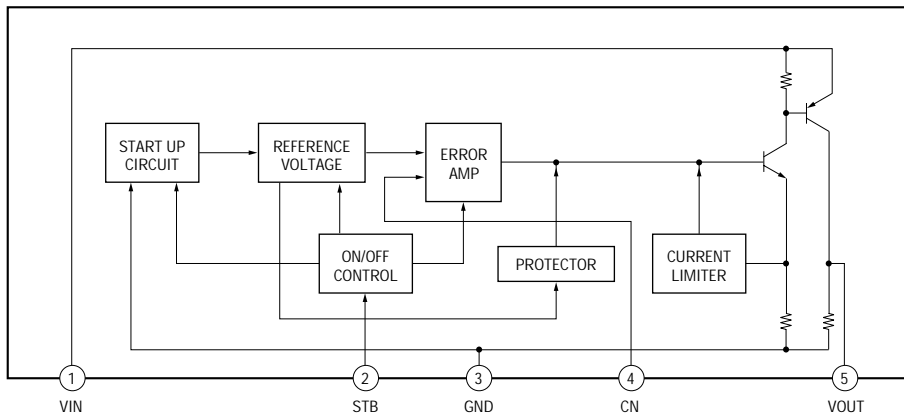 START UP
CIRCUIT
REFERENCE
VOLTAGE
ERROR
AMP
ON/OFF
CONTROL
PROTECTOR
CURRENT
LIMITER
1
2
3
4
5
VIN
STB
GND
CN
VOUT